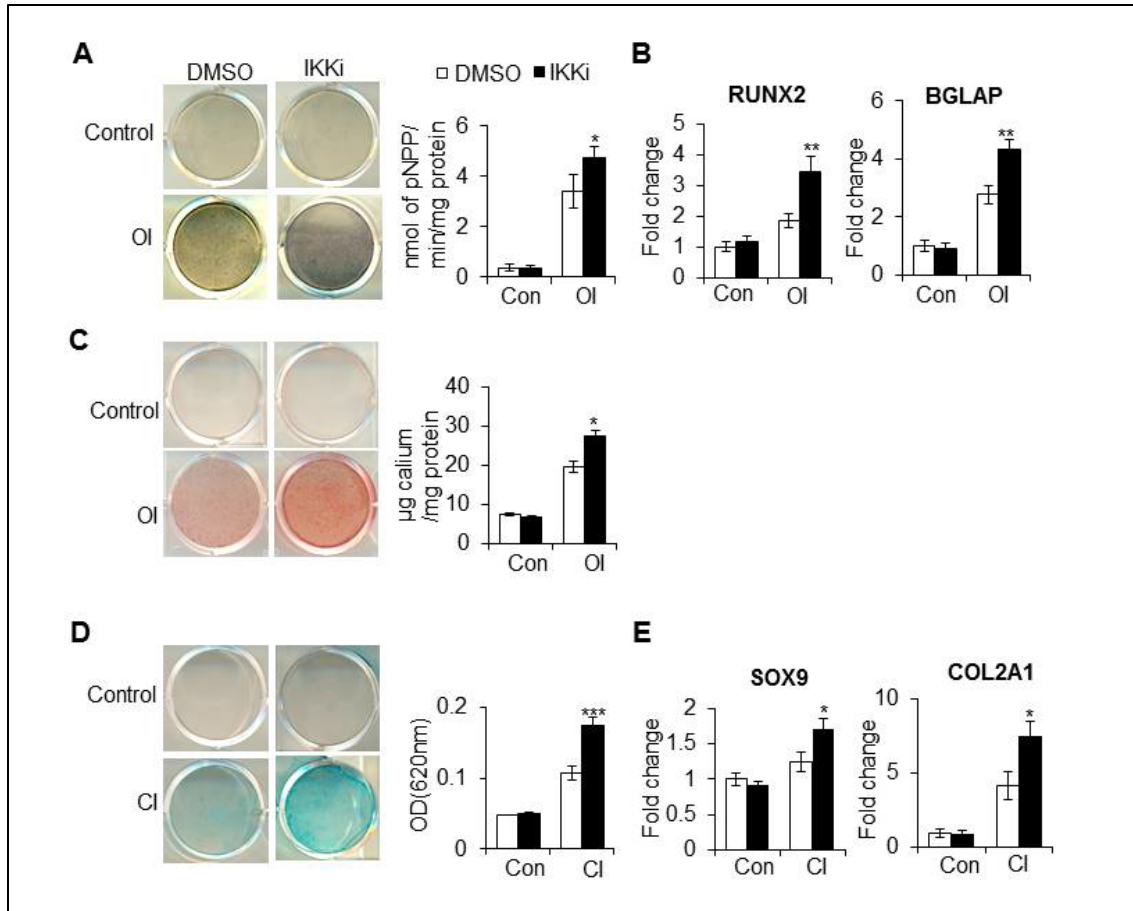 A
DMSO
IKKi
Control
OI
DMSO
IKKi
nmol of pNPP/
min/mg protein
6
4
2
0
*
Con
OI
B
RUNX2
Fold change
5
4
3
2
1
0
**
Con
OI
BGLAP
Fold change
6
4
2
0
**
Con
OI
C
Control
OI
µg calium
/mg protein
40
30
20
10
0
*
Con
OI
D
Control
CI
OD(620nm)
0.2
0.1
0
***
Con
CI
E
SOX9
Fold change
2
1.5
1
0.5
0
*
Con
CI
COL2A1
Fold change
10
5
0
*
Con
CI